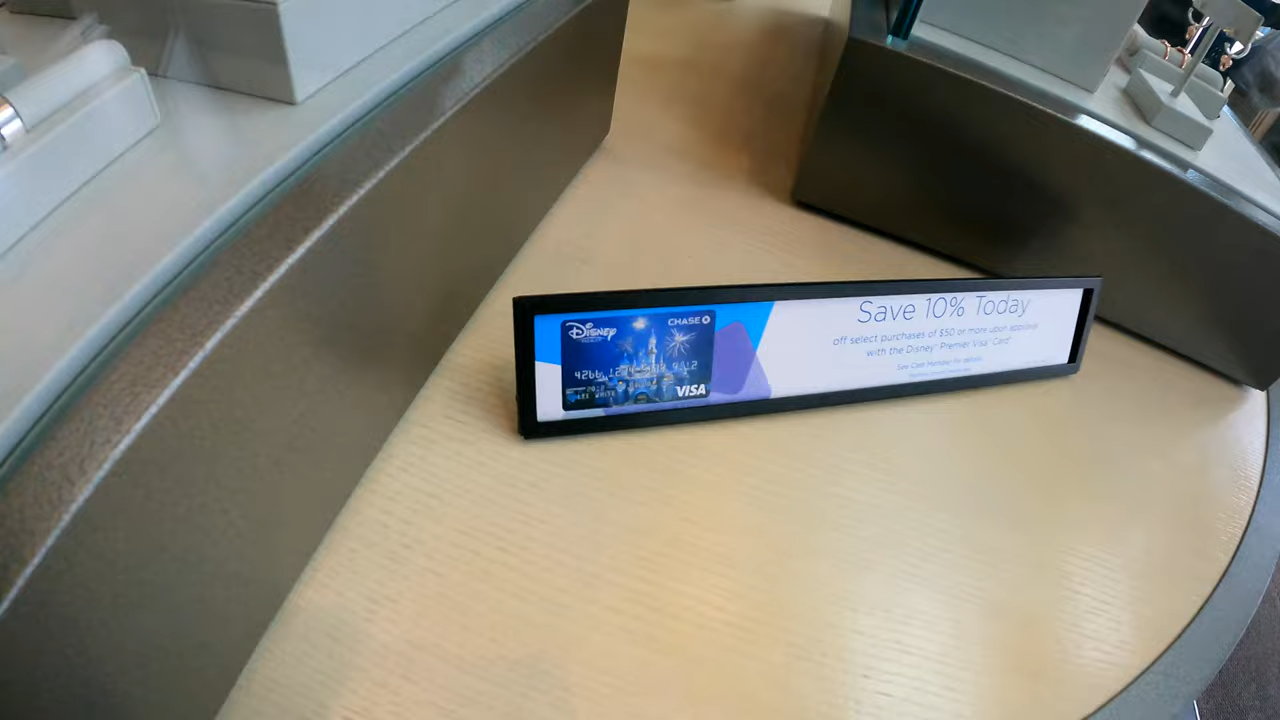 Disney
CHASE
4266
VISA
Save 10% Today
off select purchases of $50 or more upon approval
with the Disney Premier Visa Card
See Cast Member for details.